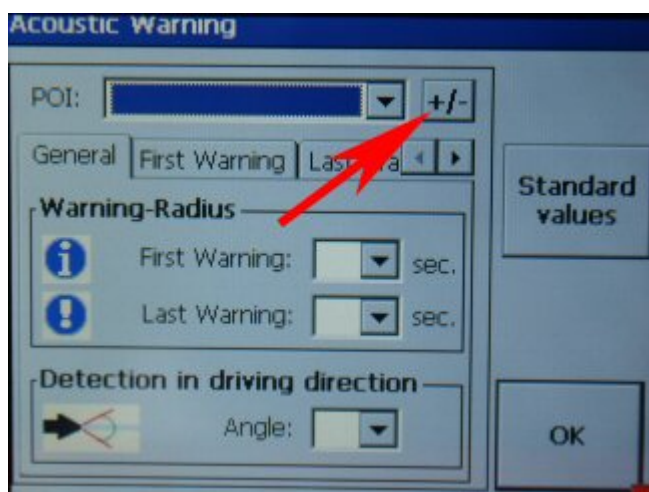 Acoustic Warning
POI:
+/-
General
First Warning
Standard
values
Warning-Radius
First Warning:
sec.
Last Warning:
sec.
Detection in driving direction
Angle:
OK